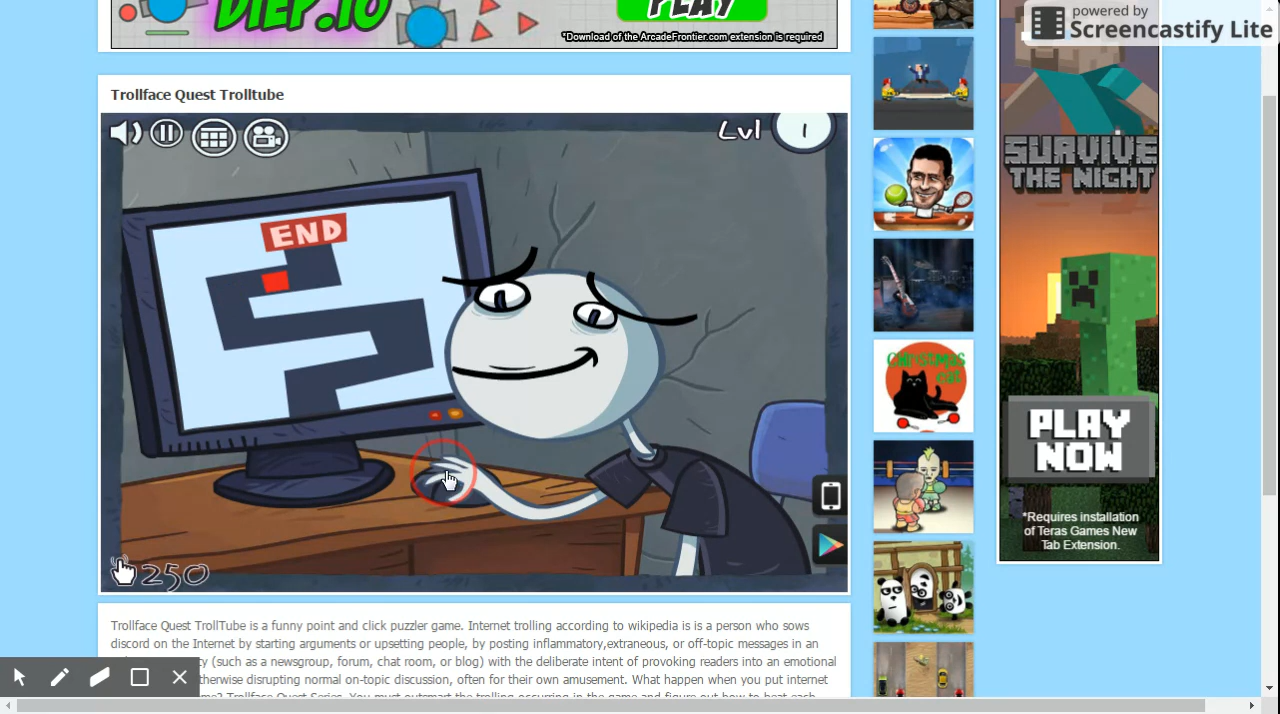 DIEP.IO
PLAY
*Download of the ArcadeFrontier.com extension is required
powered by
Screencastify Lite
Trollface Quest Trolltube
Lvl 1
END
250
Christmas
cat
SURVIVE
THE NIGHT
PLAY
NOW
*Requires installation
of Teras Games New
Tab Extension.
Trollface Quest TrollTube is a funny point and click puzzler game. Internet trolling according to wikipedia is is a person who sows
discord on the Internet by starting arguments or upsetting people, by posting inflammatory,extraneous, or off-topic messages in an
(such as a newsgroup, forum, chat room, or blog) with the deliberate intent of provoking readers into an emotional
disrupting normal on-topic discussion, often for their own amusement. What happen when you put internet
Trollface Quest Series. You must outsmart the trolling occurring in the game and figure out how to beat each